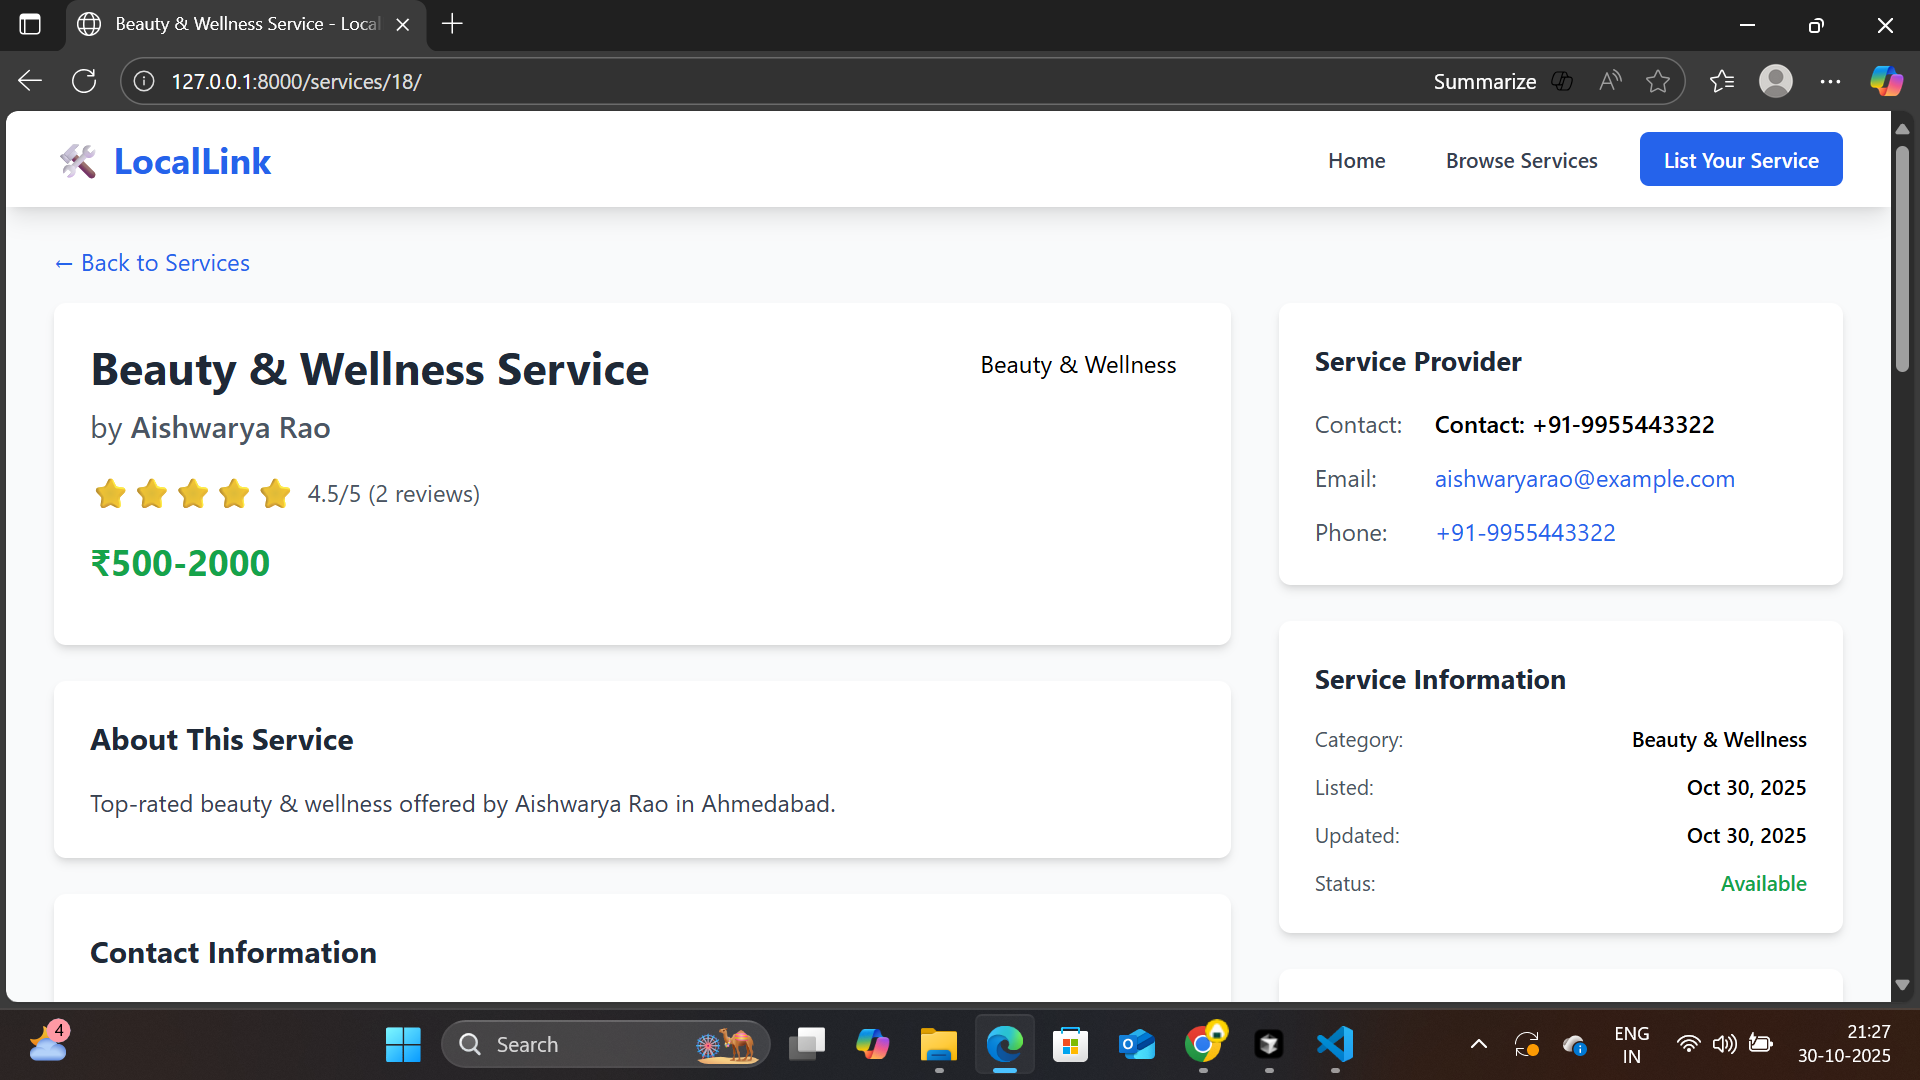 Beauty & Wellness Service - Local
127.0.0.1:8000/services/18/
Summarize
LocalLink
Home
Browse Services
List Your Service
← Back to Services
Beauty & Wellness Service
Beauty & Wellness
by Aishwarya Rao
4.5/5 (2 reviews)
₹500-2000
About This Service
Top-rated beauty & wellness offered by Aishwarya Rao in Ahmedabad.
Contact Information
Service Provider
Contact: Contact: +91-9955443322
Email: aishwaryarao@example.com
Phone: +91-9955443322
Service Information
Category: Beauty & Wellness
Listed: Oct 30, 2025
Updated: Oct 30, 2025
Status: Available
4
Search
ENG
IN
21:27
30-10-2025